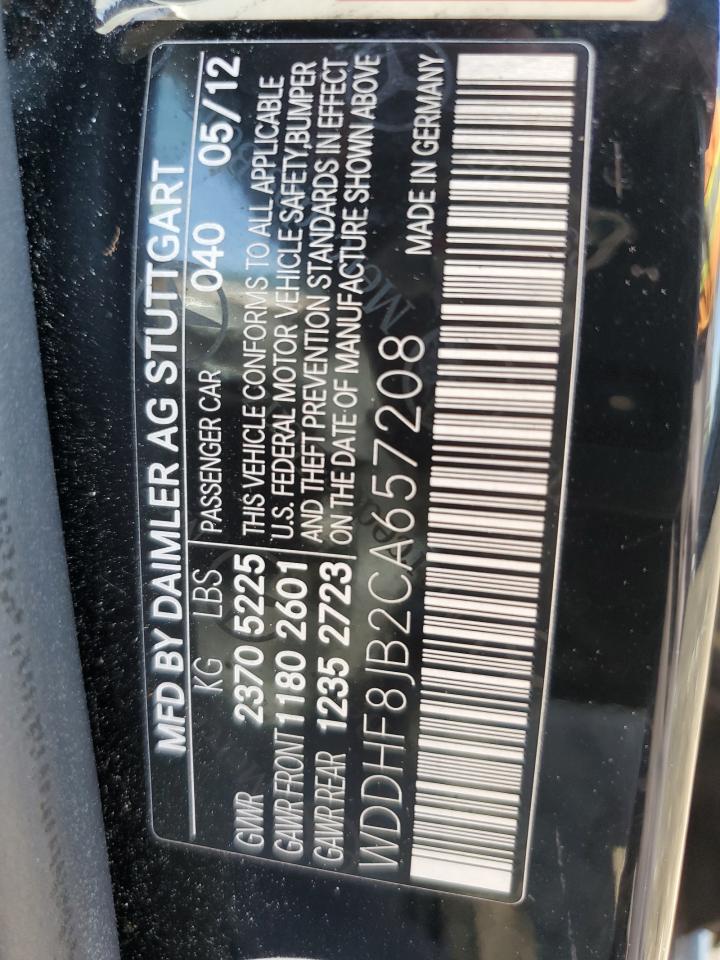 MFD BY DAIMLER AG STUTTGART
KG LBS PASSENGER CAR 040 05/12
GVWR 2370 5225 THIS VEHICLE CONFORMS TO ALL APPLICABLE
GAWR FRONT 1180 2601 U.S. FEDERAL MOTOR VEHICLE SAFETY,BUMPER
GAWR REAR 1235 2723 AND THEFT PREVENTION STANDARDS IN EFFECT
ON THE DATE OF MANUFACTURE SHOWN ABOVE
WDDHF8JB2CA657208 MADE IN GERMANY